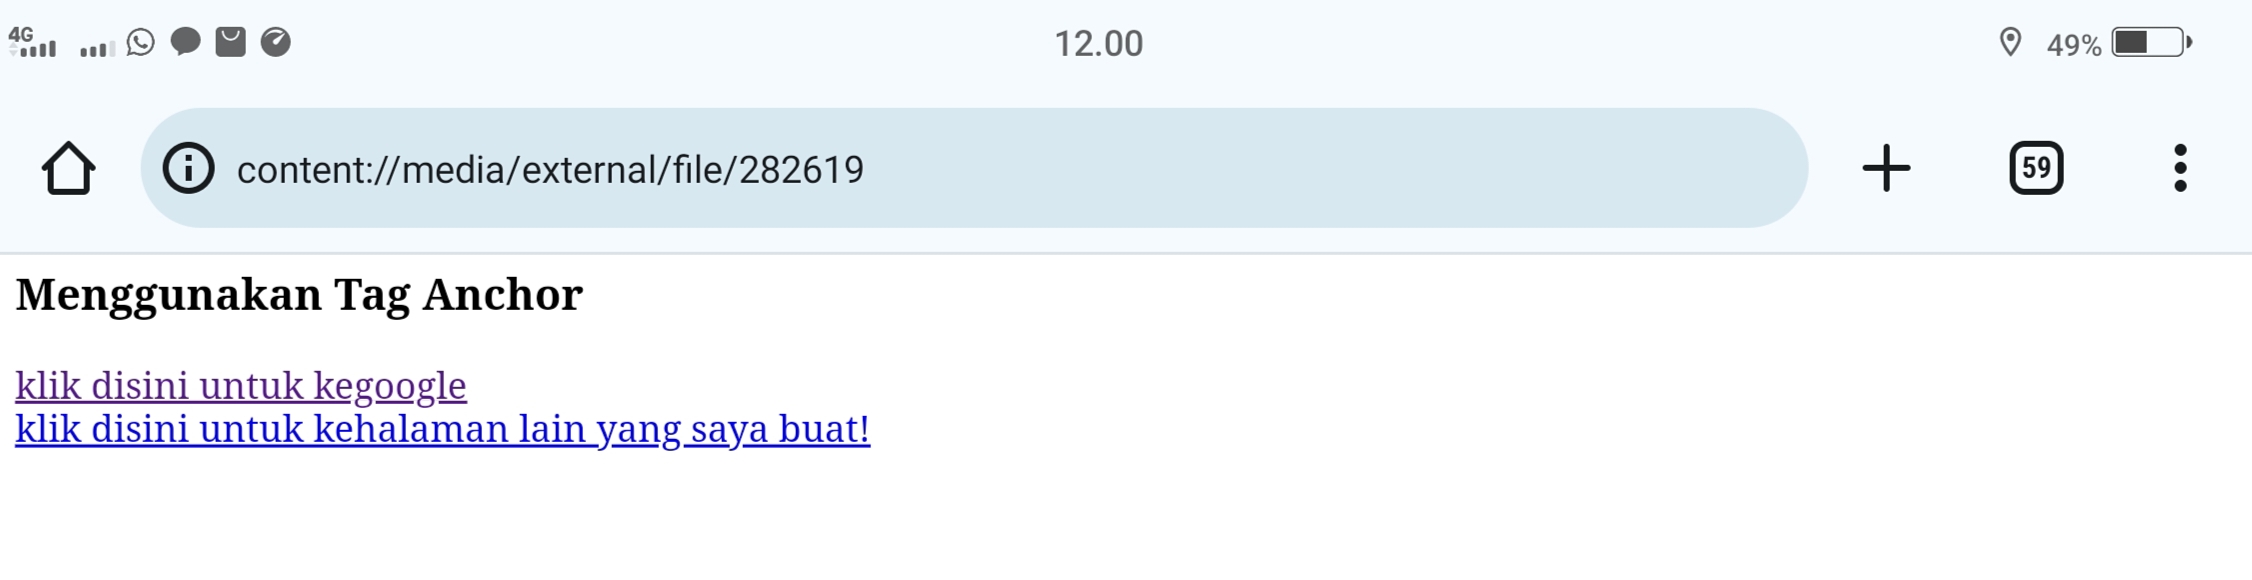 4G 12.00 49%
content://media/external/file/282619 59
Menggunakan Tag Anchor
klik disini untuk kegoogle
klik disini untuk kehalaman lain yang saya buat!